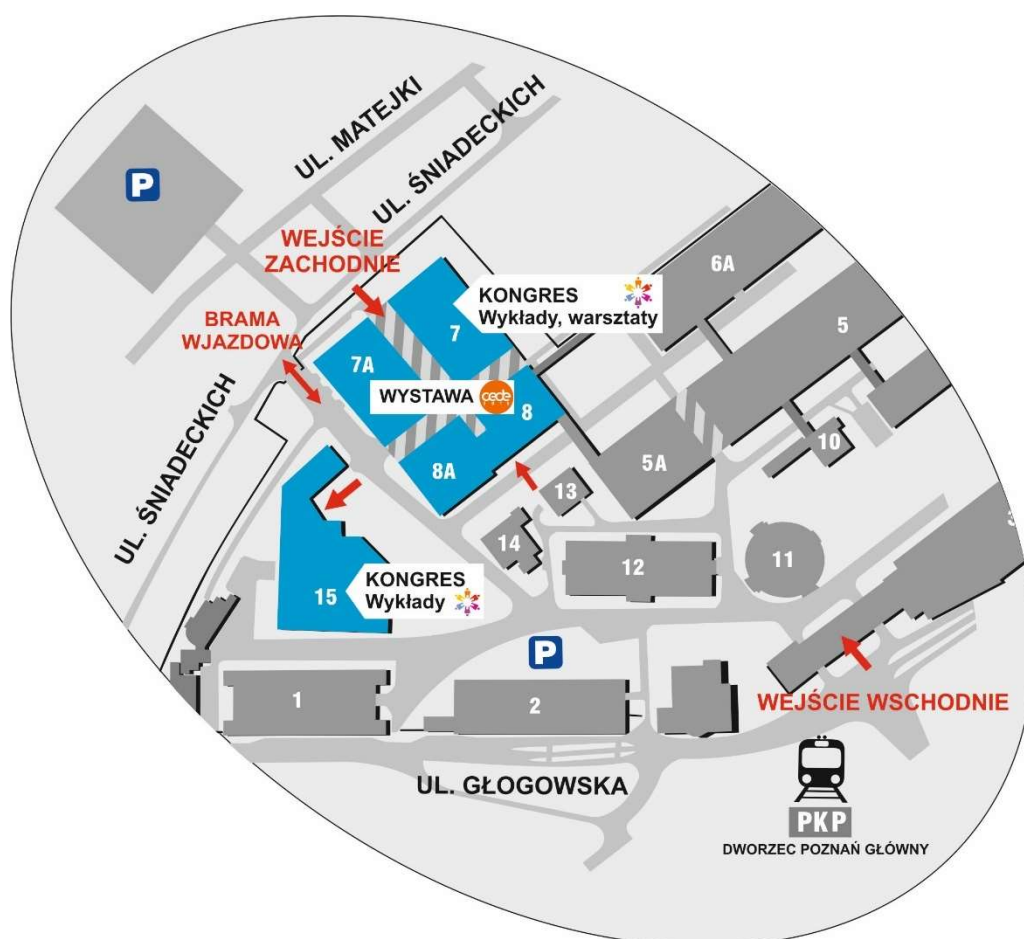 UL. MATEJKI
UL. ŚNIADECKICH
P
WEJŚCIE
ZACHODNIE
6A
KONGRES
Wykłady, warsztaty
BRAMA
WJAZDOWA
7
5
7A
WYSTAWA
cede
8
UL. ŚNIADECKICH
8A
5A
10
13
14
12
11
3
KONGRES
Wykłady
15
P
1
2
WEJŚCIE WSCHODNIE
UL. GŁOGOWSKA
PKP
DWORZEC POZNAŃ GŁÓWNY